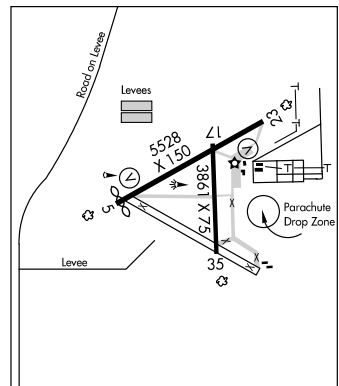 Road on Levee
Levees
5528
X 150
23
17
3861 X 75
5
35
Parachute
Drop Zone
Levee
V
V
X
X
X
X
X
T
T
T
T